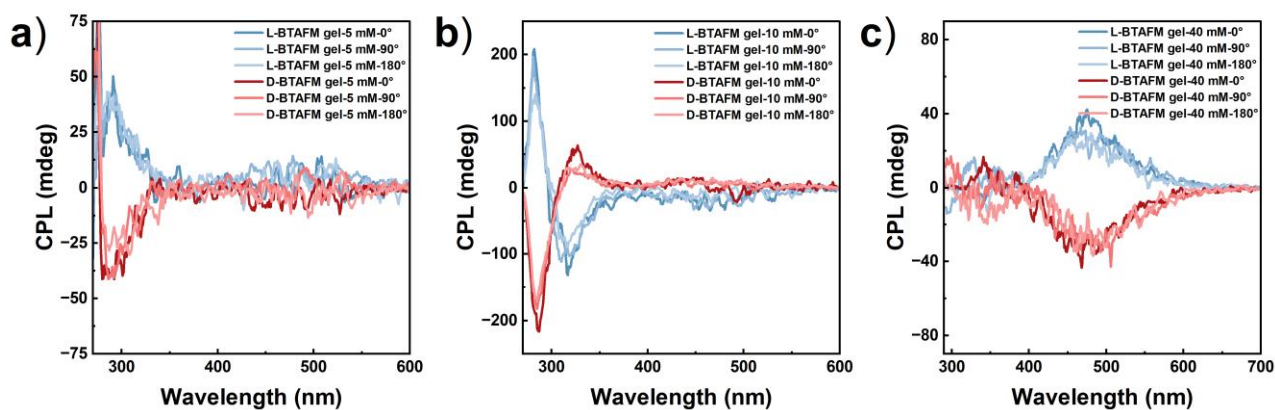 a)
L-BTAFM gel-5 mM-0°
L-BTAFM gel-5 mM-90°
L-BTAFM gel-5 mM-180°
D-BTAFM gel-5 mM-0°
D-BTAFM gel-5 mM-90°
D-BTAFM gel-5 mM-180°
CPL (mdeg)
75
50
25
0
−25
−50
−75
300 400 500 600
Wavelength (nm)
b)
L-BTAFM gel-10 mM-0°
L-BTAFM gel-10 mM-90°
L-BTAFM gel-10 mM-180°
D-BTAFM gel-10 mM-0°
D-BTAFM gel-10 mM-90°
D-BTAFM gel-10 mM-180°
CPL (mdeg)
200
100
0
−100
−200
300 400 500 600
Wavelength (nm)
c)
L-BTAFM gel-40 mM-0°
L-BTAFM gel-40 mM-90°
L-BTAFM gel-40 mM-180°
D-BTAFM gel-40 mM-0°
D-BTAFM gel-40 mM-90°
D-BTAFM gel-40 mM-180°
CPL (mdeg)
80
40
0
−40
−80
300 400 500 600 700
Wavelength (nm)